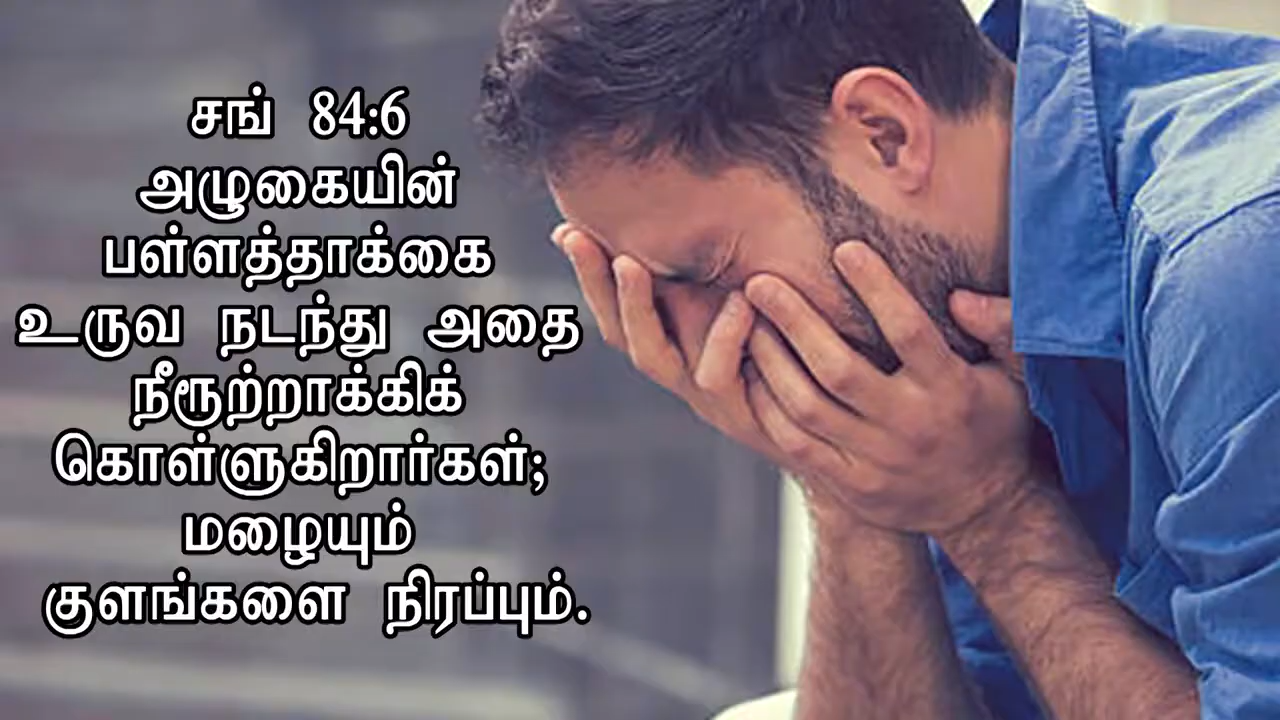 சங் 84:6
அழுகையின்
பள்ளத்தாக்கை
உருவ நடந்து அதை
நீரூற்றாக்கிக்
கொள்ளுகிறார்கள்;
மழையும்
குளங்களை நிரப்பும்.